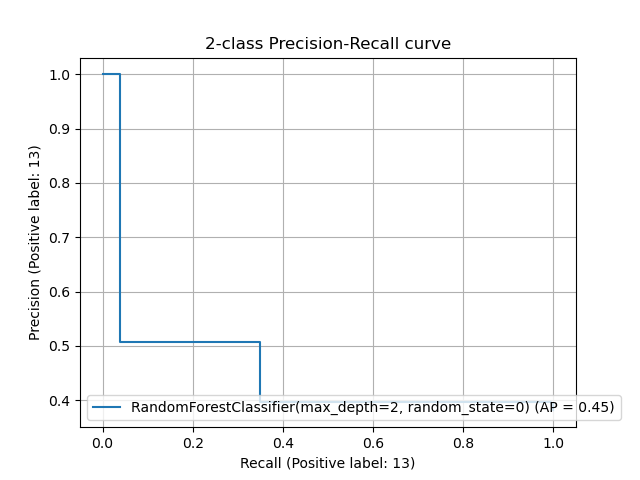 2-class Precision-Recall curve
1.0
0.9
0.8
0.7
0.6
0.5
0.4
Precision (Positive label: 13)
RandomForestClassifier(max_depth=2, random_state=0) (AP = 0.45)
0.0 0.2 0.4 0.6 0.8 1.0
Recall (Positive label: 13)